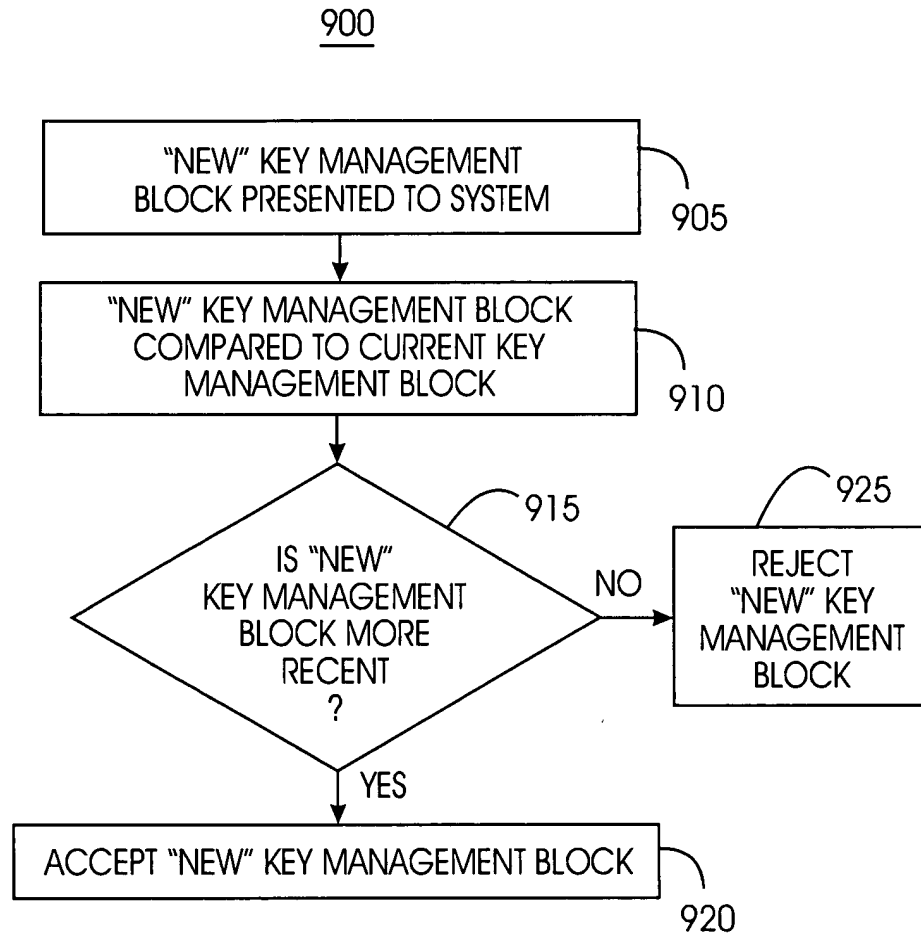 900
“NEW” KEY MANAGEMENT
BLOCK PRESENTED TO SYSTEM
905
“NEW” KEY MANAGEMENT BLOCK
COMPARED TO CURRENT KEY
MANAGEMENT BLOCK
910
IS “NEW”
KEY MANAGEMENT
BLOCK MORE
RECENT
?
915
NO
925
REJECT
“NEW” KEY
MANAGEMENT
BLOCK
YES
ACCEPT “NEW” KEY MANAGEMENT BLOCK
920